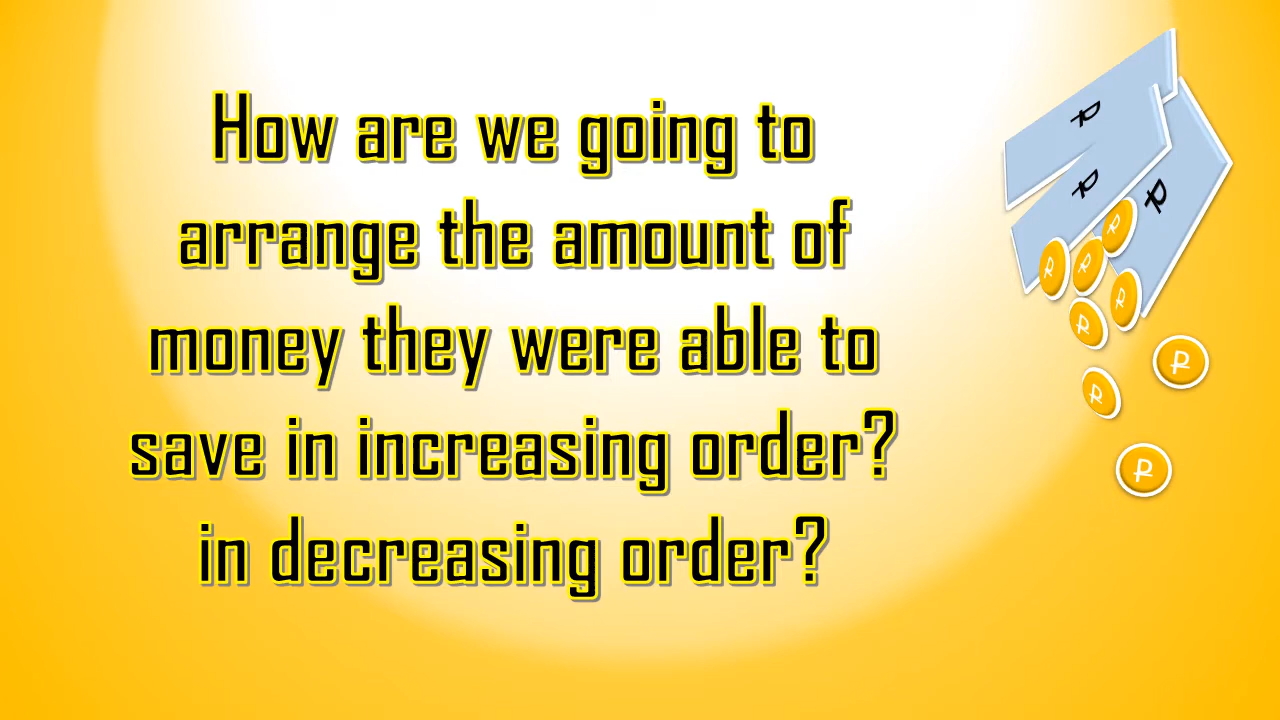 How are we going to
arrange the amount of
money they were able to
save in increasing order?
in decreasing order?